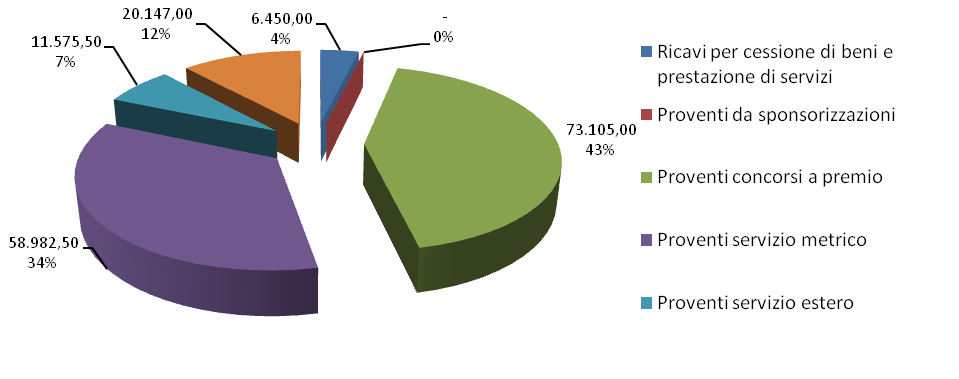 20.147,00
12%
6.450,00
4%
-
0%
11.575,50
7%
73.105,00
43%
58.982,50
34%
Ricavi per cessione di beni e
prestazione di servizi
Proventi da sponsorizzazioni
Proventi concorsi a premio
Proventi servizio metrico
Proventi servizio estero